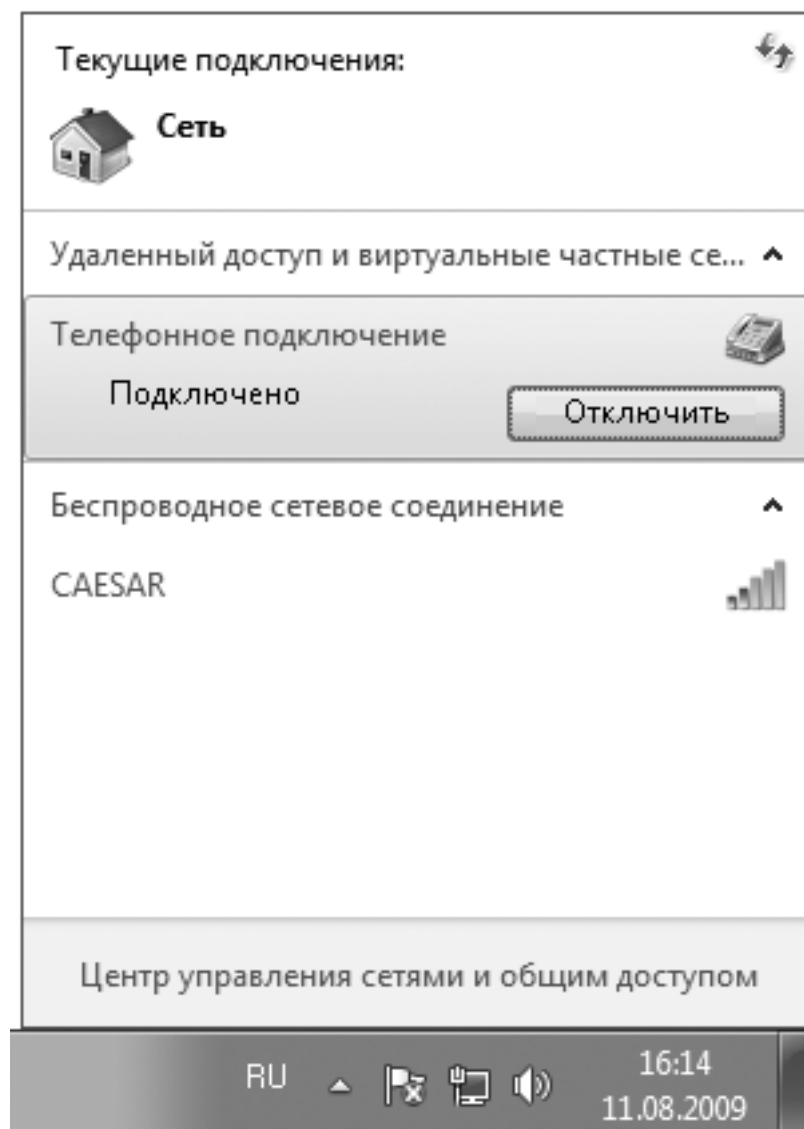 Текущие подключения:
Сеть
Удаленный доступ и виртуальные частные се...
Телефонное подключение
Подключено
Отключить
Беспроводное сетевое соединение
CAESAR
Центр управления сетями и общим доступом
RU
16:14
11.08.2009